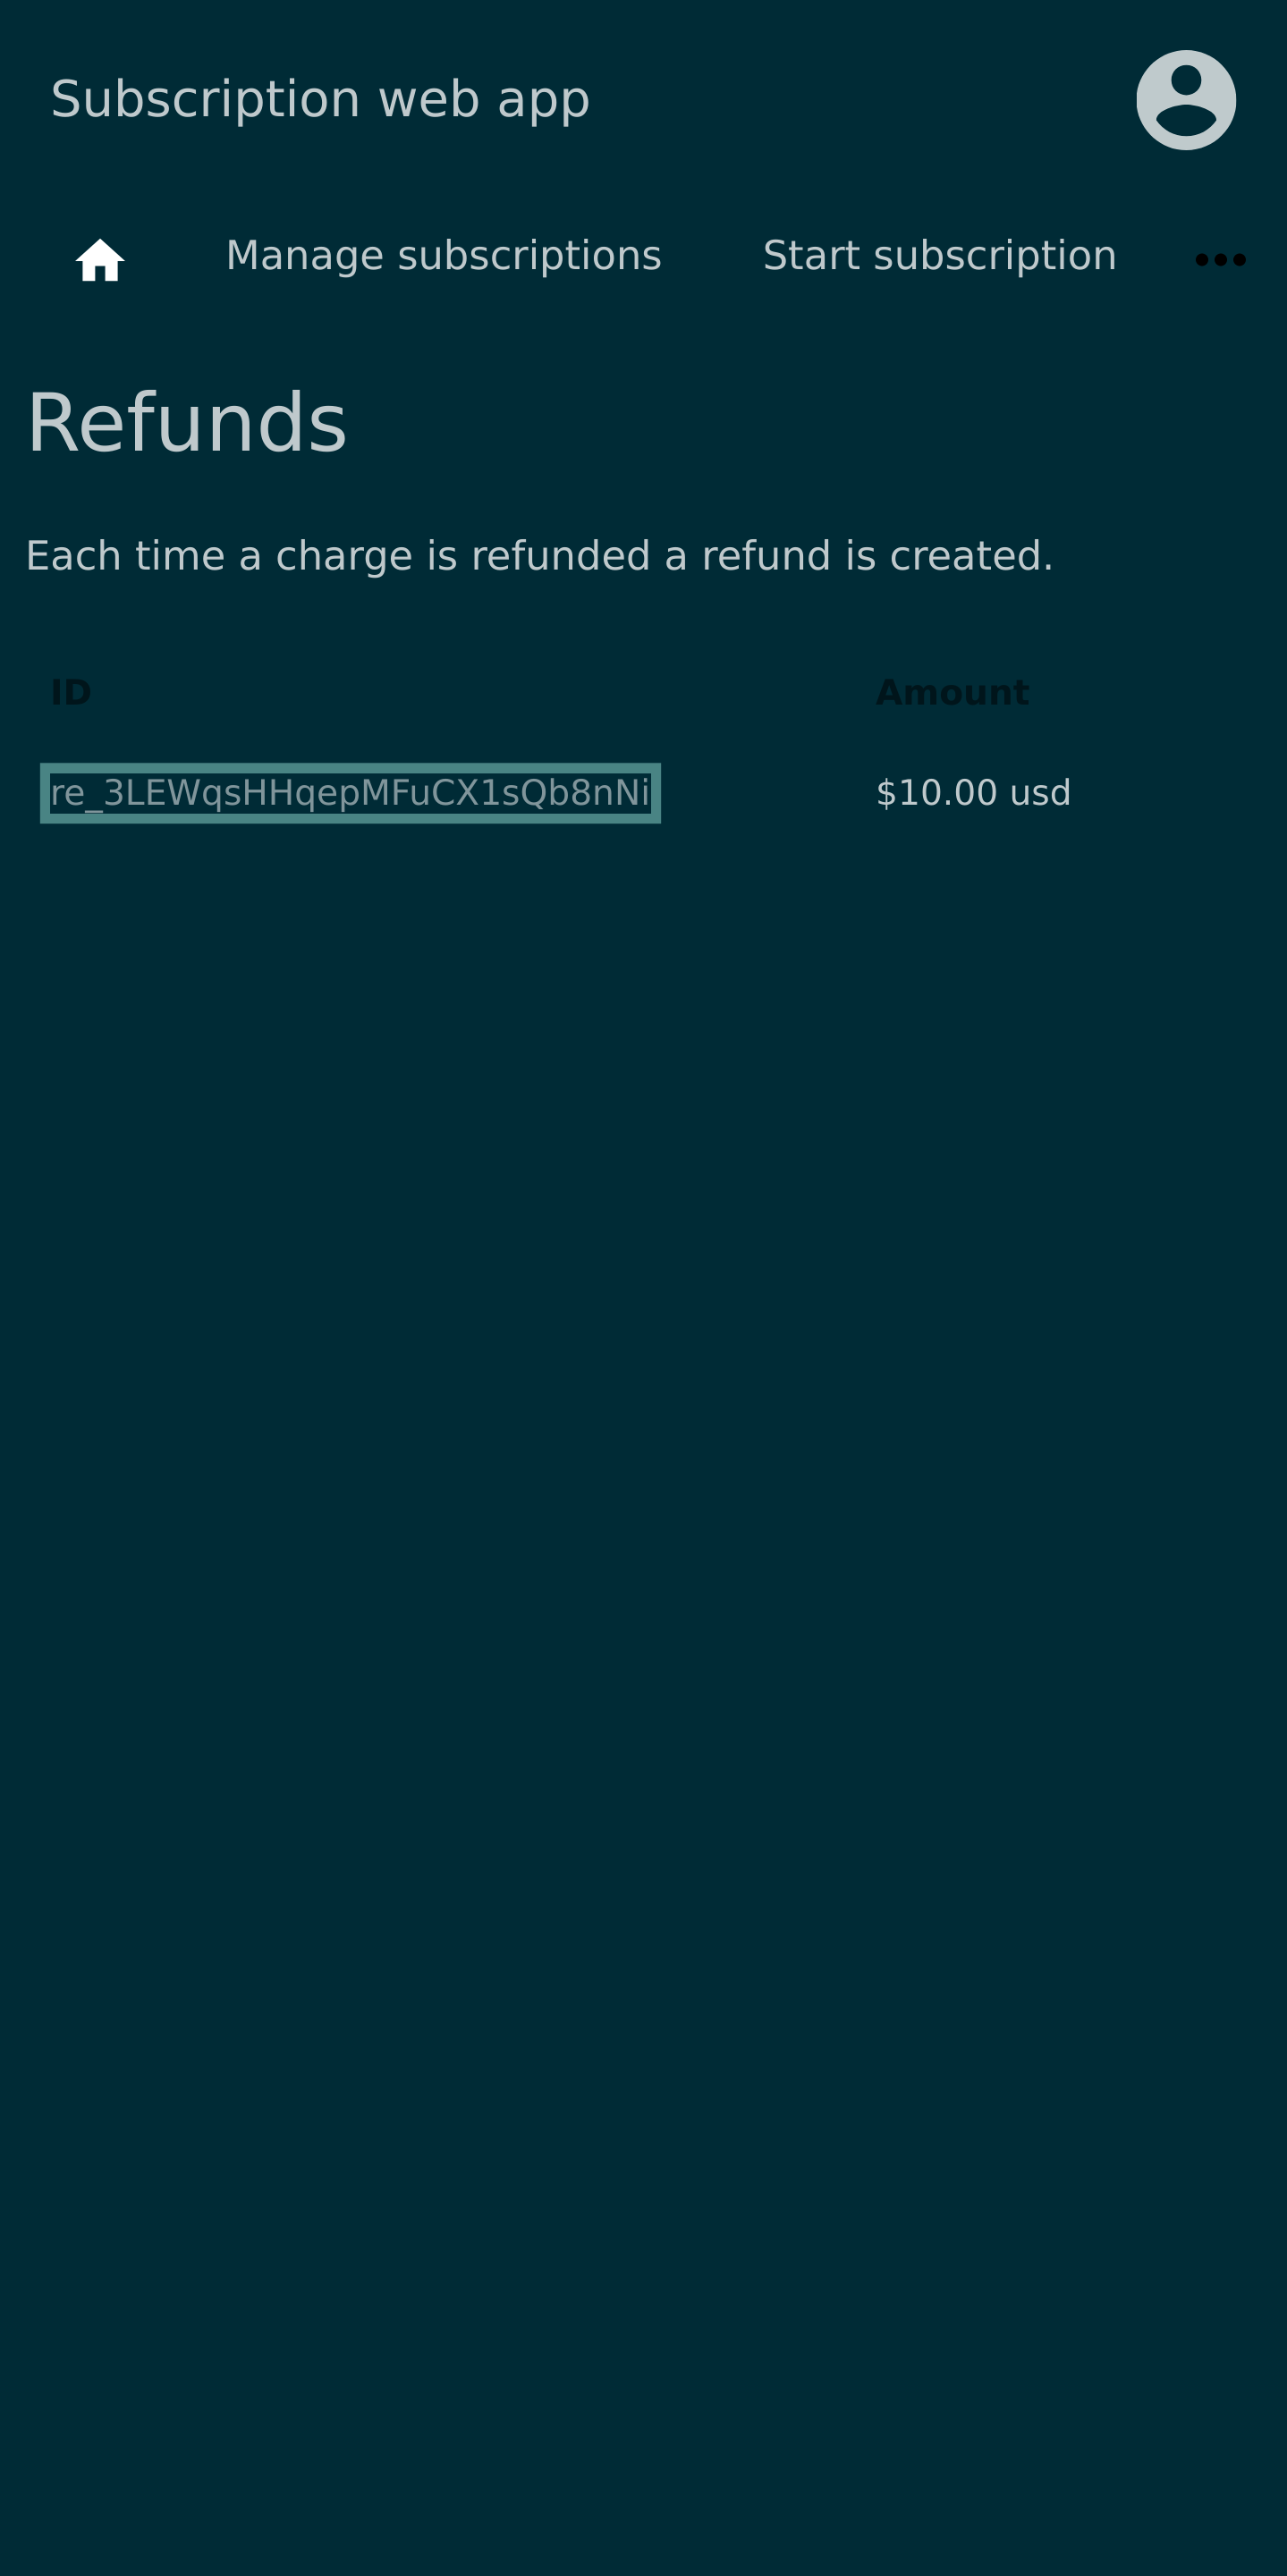 Subscription web app
Manage subscriptions Start subscription
Refunds
Each time a charge is refunded a refund is created.
ID Amount
re_3LEWqsHHqepMFuCX1sQb8nNi $10.00 usd